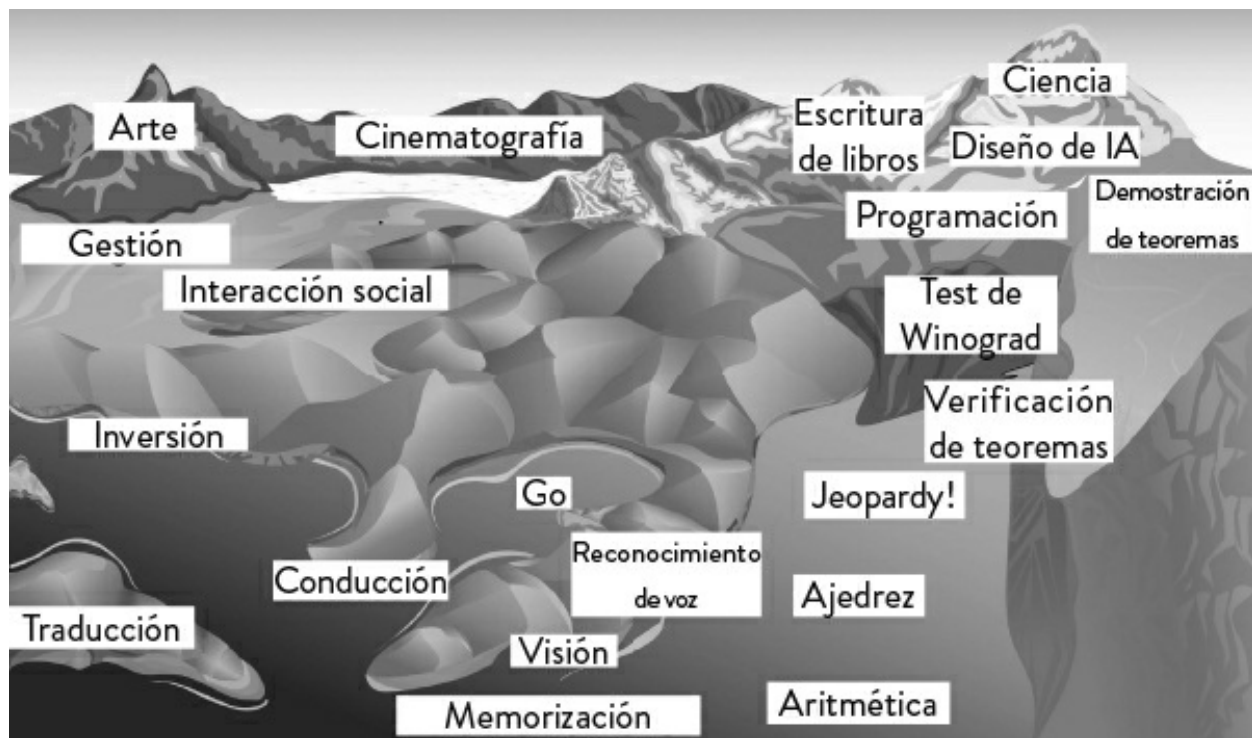 Ciencia
Arte
Cinematografía
Escritura
de libros
Diseño de IA
Programación
Demostración
de teoremas
Gestión
Interacción social
Test de
Winograd
Verificación
de teoremas
Inversión
Go
Jeopardy!
Reconocimiento
de voz
Conducción
Ajedrez
Traducción
Visión
Memorización
Aritmética